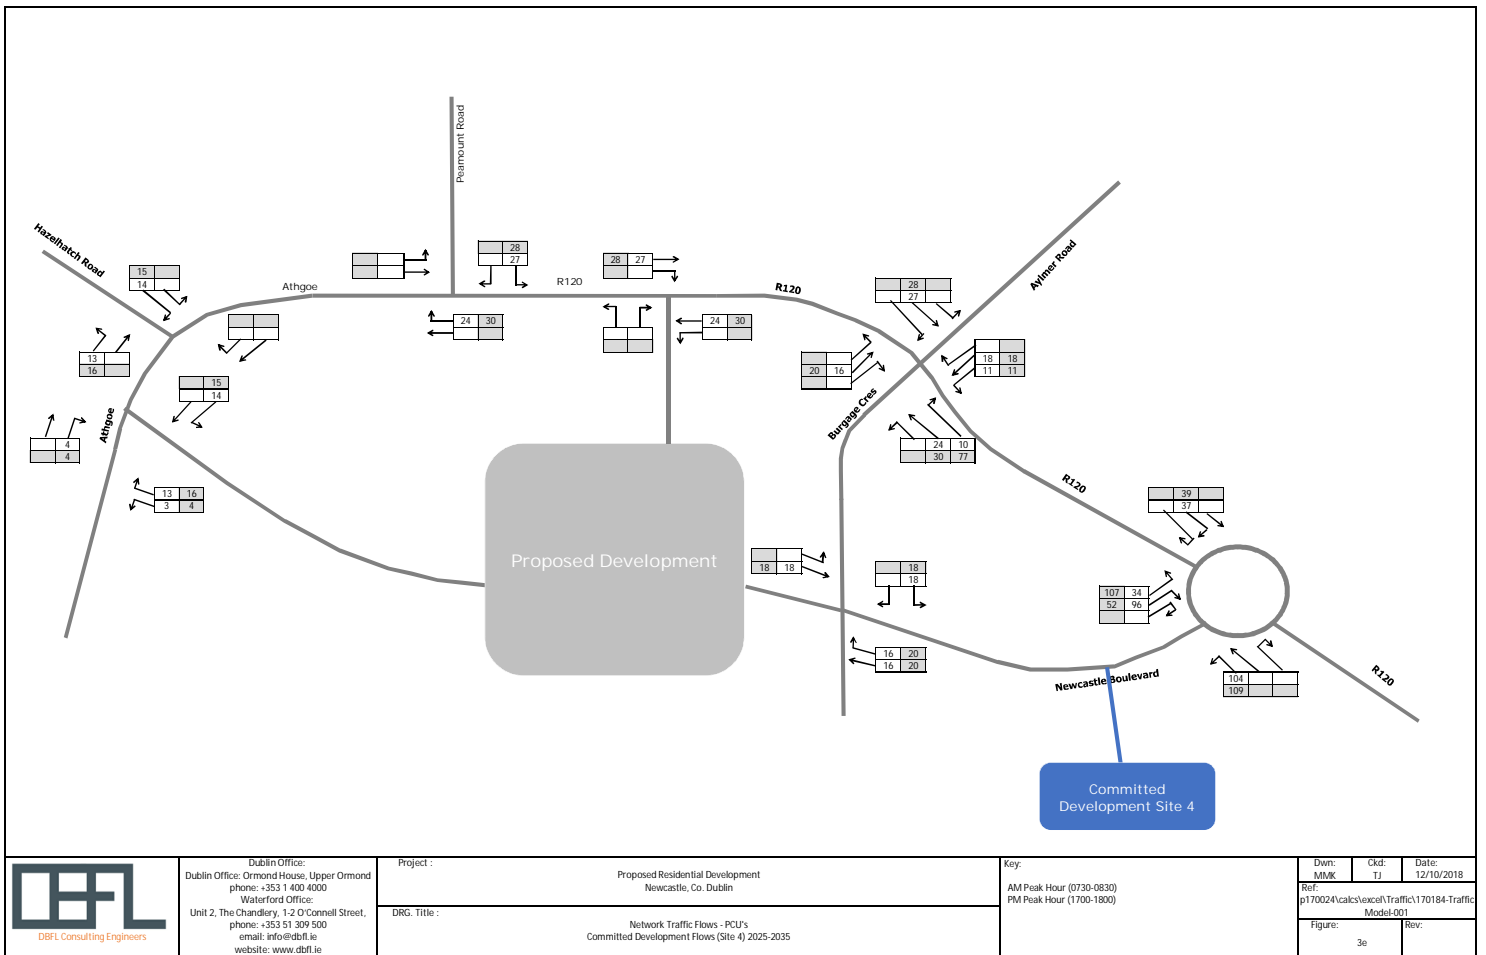 Peamount Road
Hazelhatch Road
15
14
Athgoe
28
27
R120
28 27
R120
Aylmer Road
28
27
24 30
24 30
13
16
15
14
20 16
18 18
11 11
Burgage Cres
Athgoe
4
4
24 10
30 77
13 16
3 4
R120
39
37
Proposed Development
18 18
18
18
107 34
52 96
16 20
16 20
Newcastle Boulevard
104
109
R120
Committed
Development Site 4
DBFL
DBFL Consulting Engineers
Dublin Office:
Dublin Office: Ormond House, Upper Ormond
phone: +353 1 400 4000
Waterford Office:
Unit 2, The Chandlery, 1-2 O'Connell Street,
phone: +353 51 309 500
email: info@dbfl.ie
website: www.dbfl.ie
Project :
Proposed Residential Development
Newcastle, Co. Dublin
DRG. Title :
Network Traffic Flows - PCU's
Committed Development Flows (Site 4) 2025-2035
Key:
AM Peak Hour (0730-0830)
PM Peak Hour (1700-1800)
Dwn:
MMK
Ckd:
TJ
Date:
12/10/2018
Ref:
p170024\calcs\excel\Traffic\170184-Traffic
Model-001
Figure:
3e
Rev: